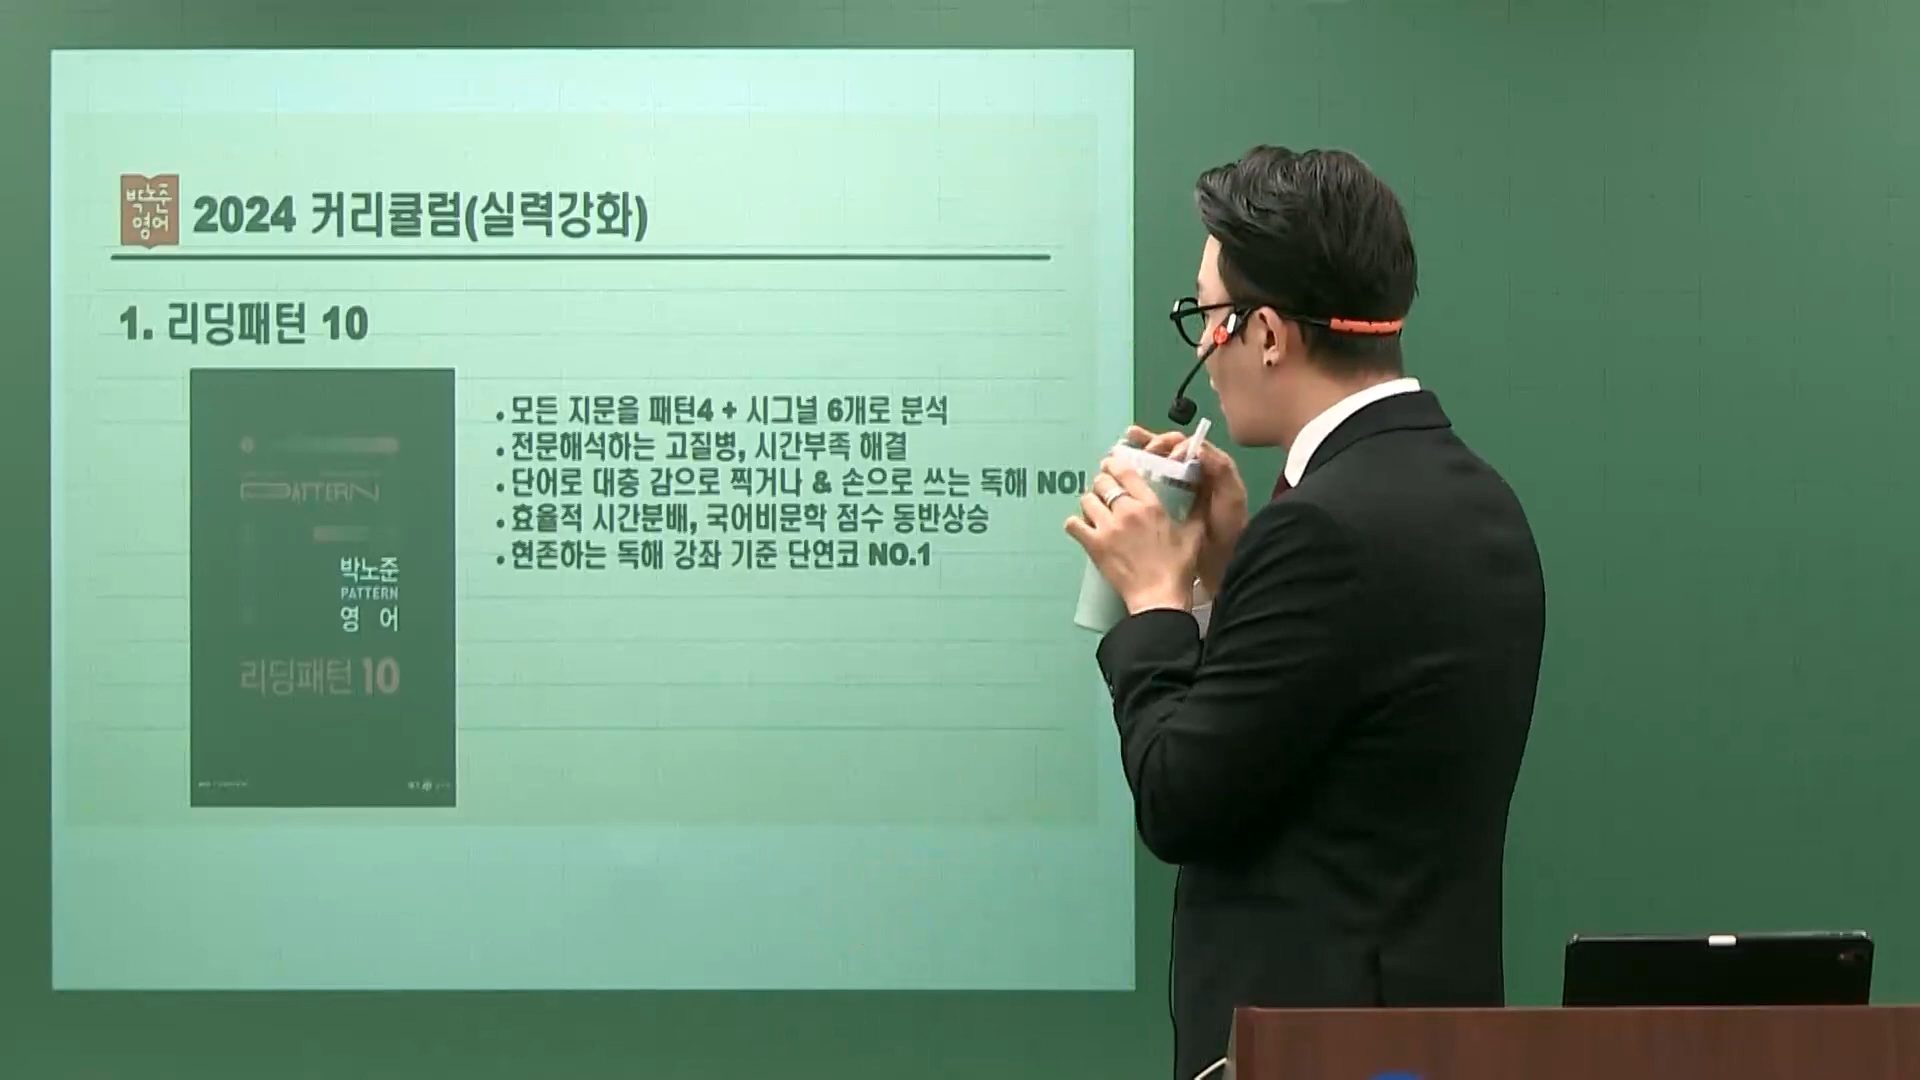 박노준
영어
2024 커리큘럼(실력강화)
1. 리딩패턴 10
PATTERN
박노준
PATTERN
영 어
리딩패턴 10
• 모든 지문을 패턴4 + 시그널 6개로 분석
• 전문해석하는 고질병, 시간부족 해결
• 단어로 대충 감으로 찍거나 & 손으로 쓰는 독해 NO!
• 효율적 시간분배, 국어비문학 점수 동반상승
• 현존하는 독해 강좌 기준 단연코 NO.1